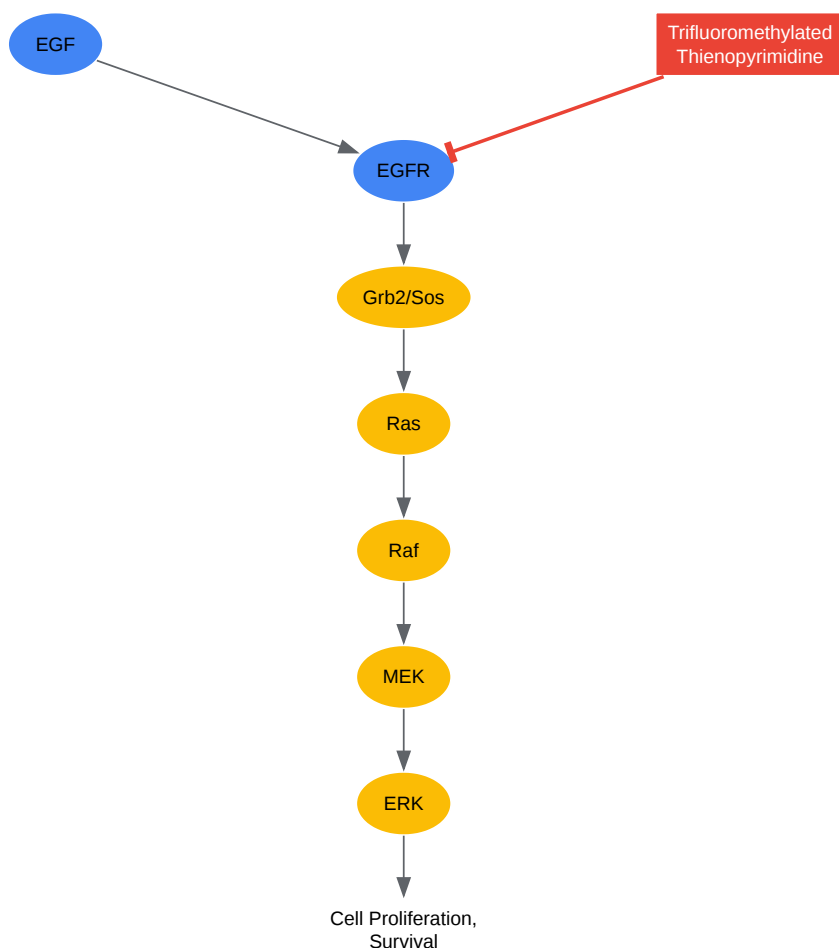 EGF
Trifluoromethylated
Thienopyrimidine
EGFR
Grb2/Sos
Ras
Raf
MEK
ERK
Cell Proliferation,
Survival